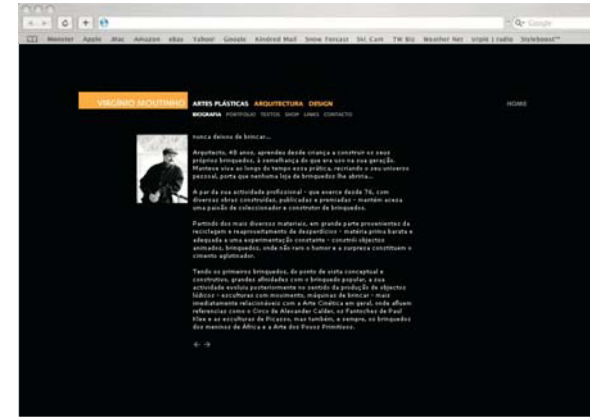 Google
Monster Apple .Mac Amazon eBay Yahoo! Google Kindred Mail Snow Forcast Ski Cam TW Biz Weather Net triple j radio Styleboost™
VIRGÍNIO MOUTINHO ARTES PLÁSTICAS ARQUITECTURA DESIGN HOME
BIOGRAFIA PORTFOLIO TEXTOS SHOP LINKS CONTACTO
nunca deixou de brincar...
Arquitecto, 48 anos, aprendeu desde criança a construir os seus
próprios brinquedos, à semelhança do que era uso na sua geração.
Manteve viva ao longo do tempo essa prática, recriando o seu universo
pessoal, porta que nenhuma loja de brinquedos lhe abriria...
A par da sua actividade profissional - que exerce desde 76, com
diversas obras construídas, publicadas e premiadas - mantém acesa
uma paixão de coleccionador e construtor de brinquedos.
Partindo dos mais diversos materiais, em grande parte provenientes da
reciclagem e reaproveitamento de desperdícios - matéria prima barata e
adequada a uma experimentação constante - constrói objectos
animados, brinquedos, onde não raro o humor e a surpreza constituem o
cimento aglutinador.
Tendo os primeiros brinquedos, do ponto de vista conceptual e
construtivo, grandes afinidades com o brinquedo popular, a sua
actividade evoluiu posteriormente no sentido da produção de objectos
lúdicos - esculturas com movimento, máquinas de brincar - mais
imediatamente relacionáveis com a Arte Cinética em geral, onde afluem
referencias como o Circo de Alexander Calder, os Fantoches de Paul
Klee e as esculturas de Picasso, mas também, e sempre, os brinquedos
dos meninos de África e a Arte dos Povos Primitivos.
← →